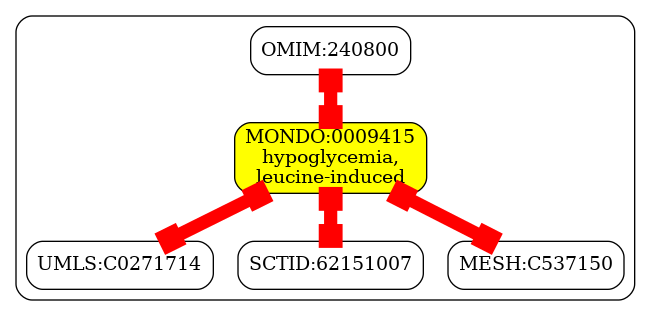 OMIM:240800
MONDO:0009415
hypoglycemia,
leucine-induced
UMLS:C0271714
SCTID:62151007
MESH:C537150